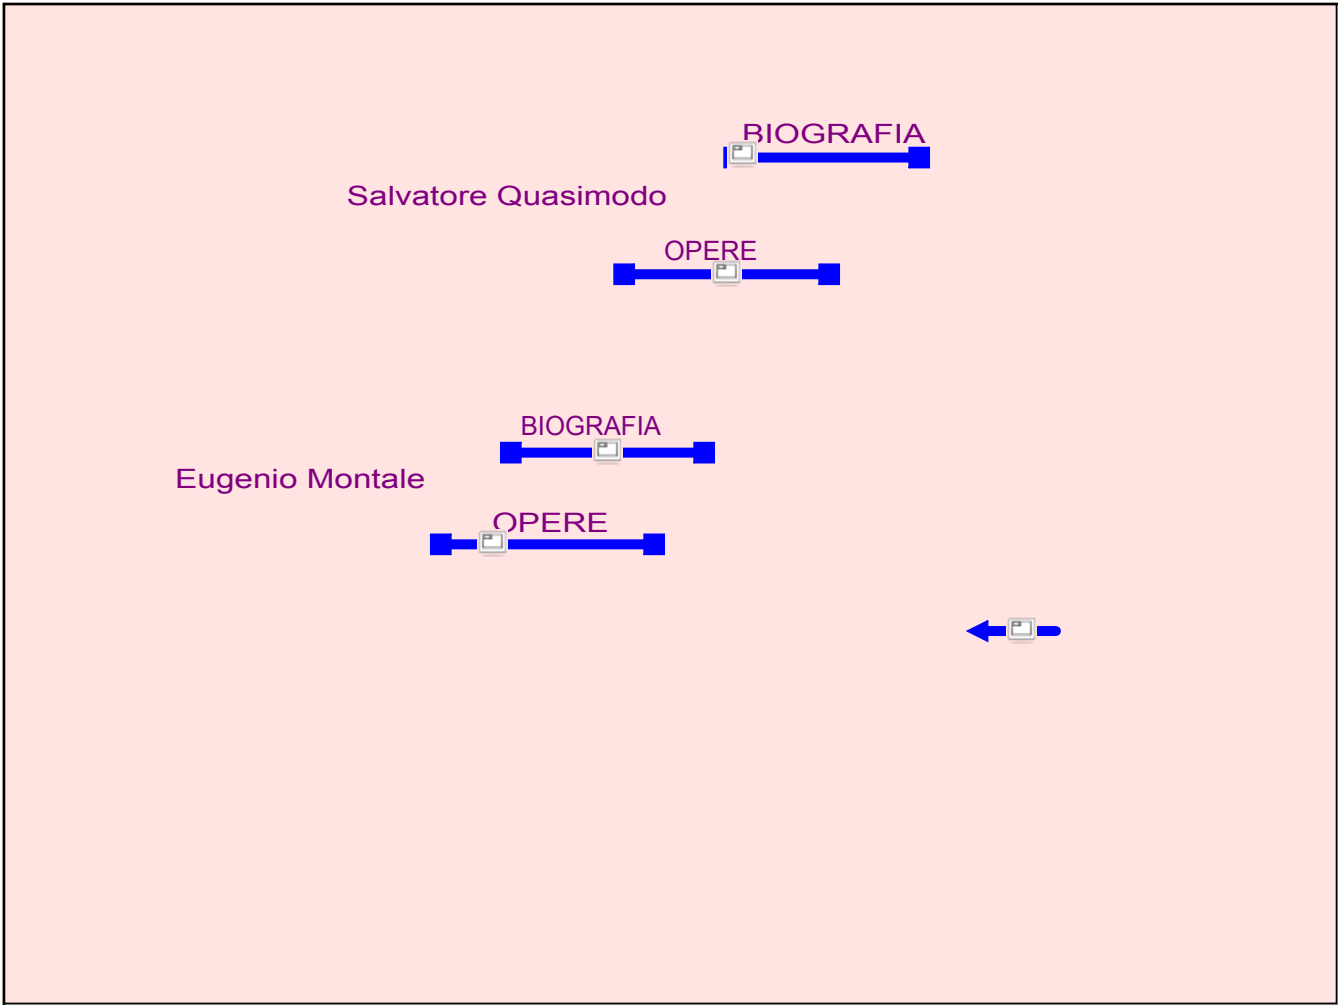 BIOGRAFIA
Salvatore Quasimodo
OPERE
BIOGRAFIA
Eugenio Montale
OPERE